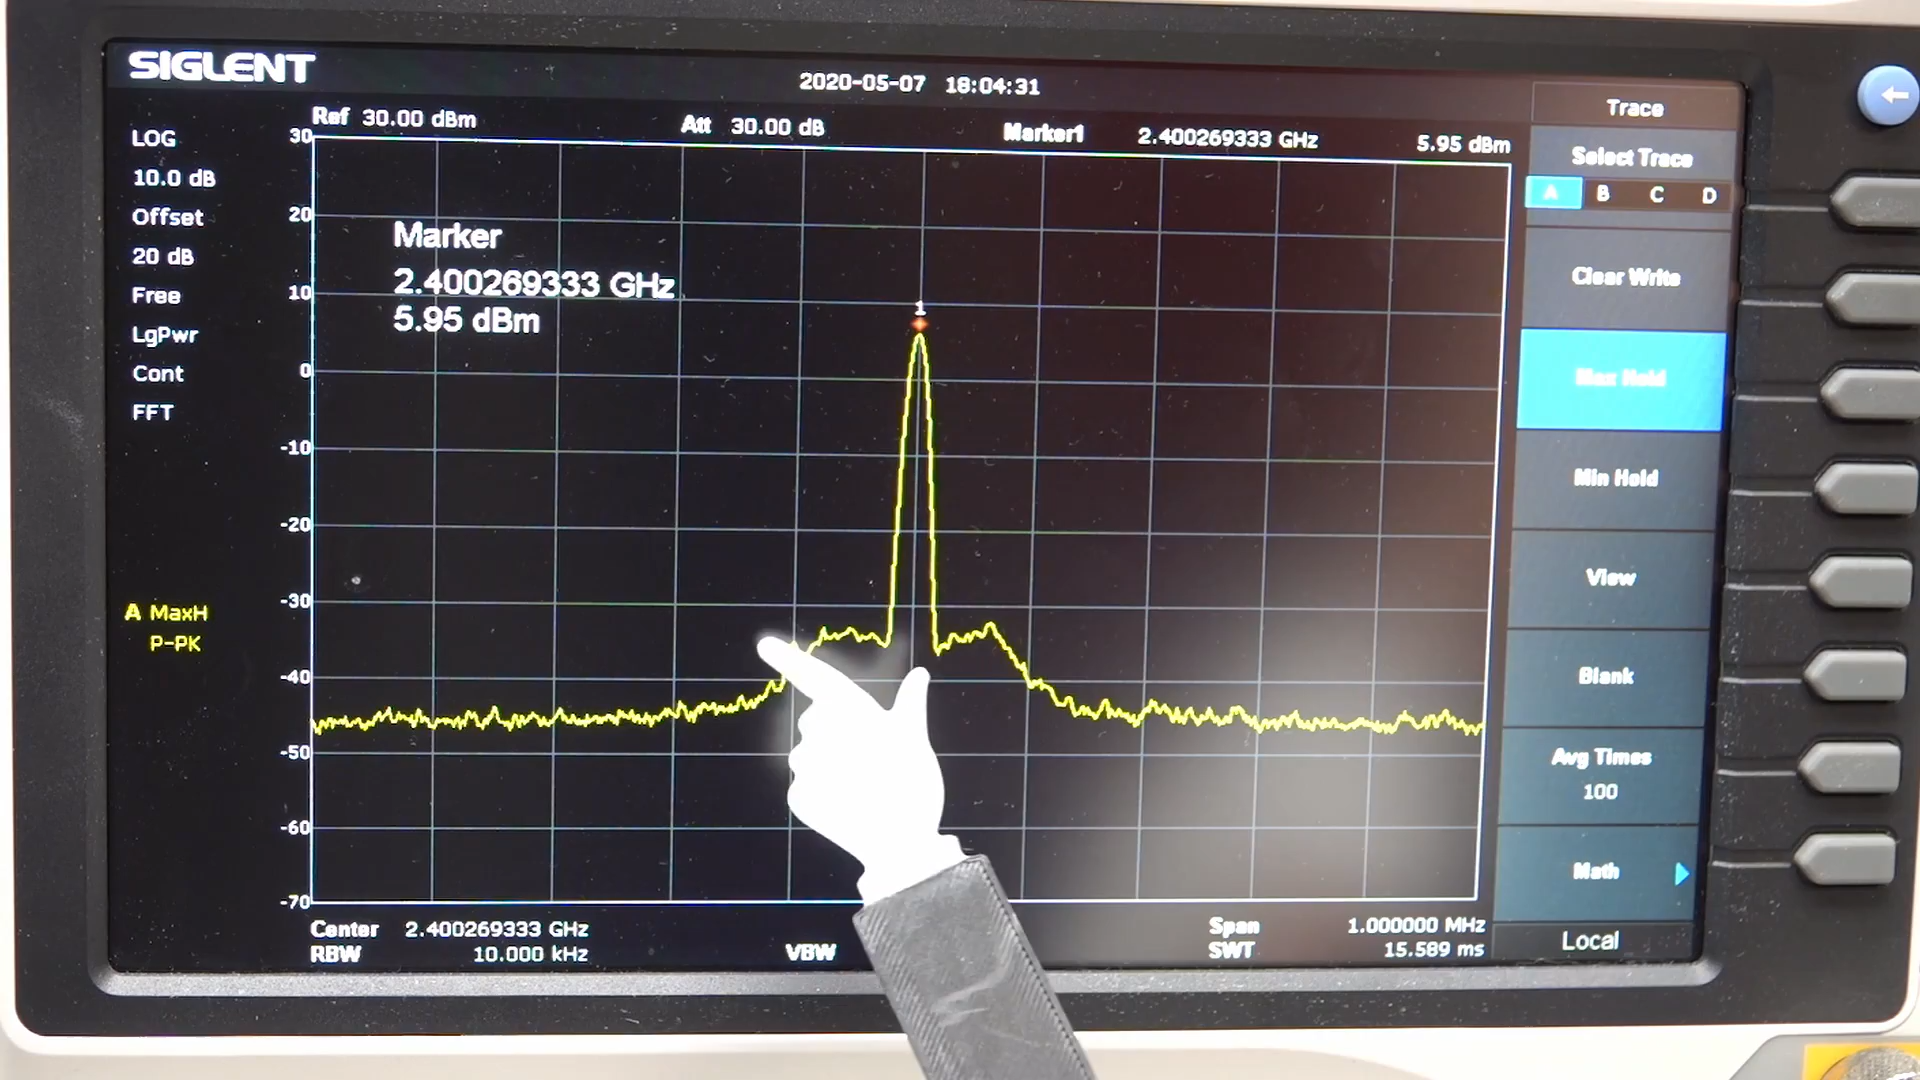 SIGLENT
2020-05-07 18:04:31
Ref 30.00 dBm Att 30.00 dB Marker1 2.400269333 GHz 5.95 dBm
LOG
10.0 dB
Offset
20 dB
Free
LgPwr
Cont
FFT
A MaxH
P-PK
30
20
10
0
-10
-20
-30
-40
-50
-60
-70
Marker
2.400269333 GHz
5.95 dBm
1
Center 2.400269333 GHz Span 1.000000 MHz
RBW 10.000 kHz VBW SWT 15.589 ms
Trace
Select Trace
A B C D
Clear Write
Max Hold
Min Hold
View
Blank
Avg Times
100
Math
Local